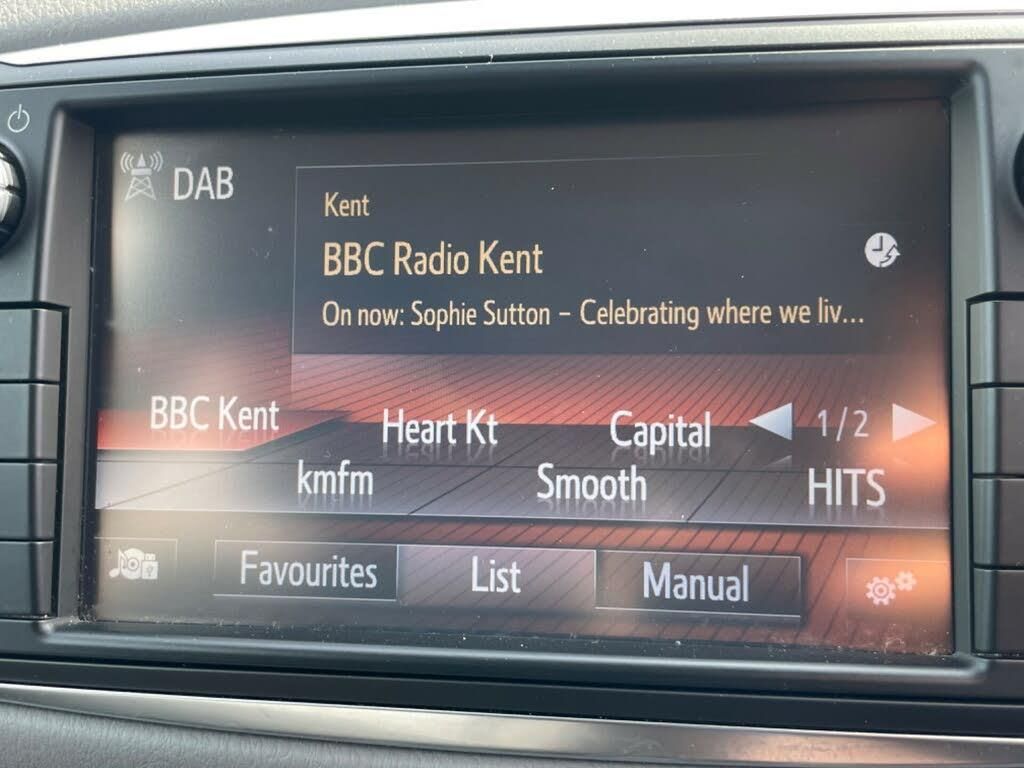 DAB
Kent
BBC Radio Kent
On now: Sophie Sutton – Celebrating where we liv...
BBC Kent Heart Kt Capital 1/2
kmfm Smooth HITS
Favourites List Manual